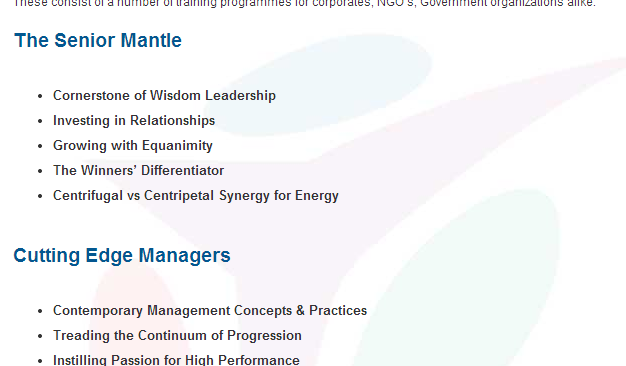 These consist of a number of training programmes for corporates, NGO's, Government organizations alike.
The Senior Mantle
• Cornerstone of Wisdom Leadership
• Investing in Relationships
• Growing with Equanimity
• The Winners' Differentiator
• Centrifugal vs Centripetal Synergy for Energy
Cutting Edge Managers
• Contemporary Management Concepts & Practices
• Treading the Continuum of Progression
• Instilling Passion for High Performance